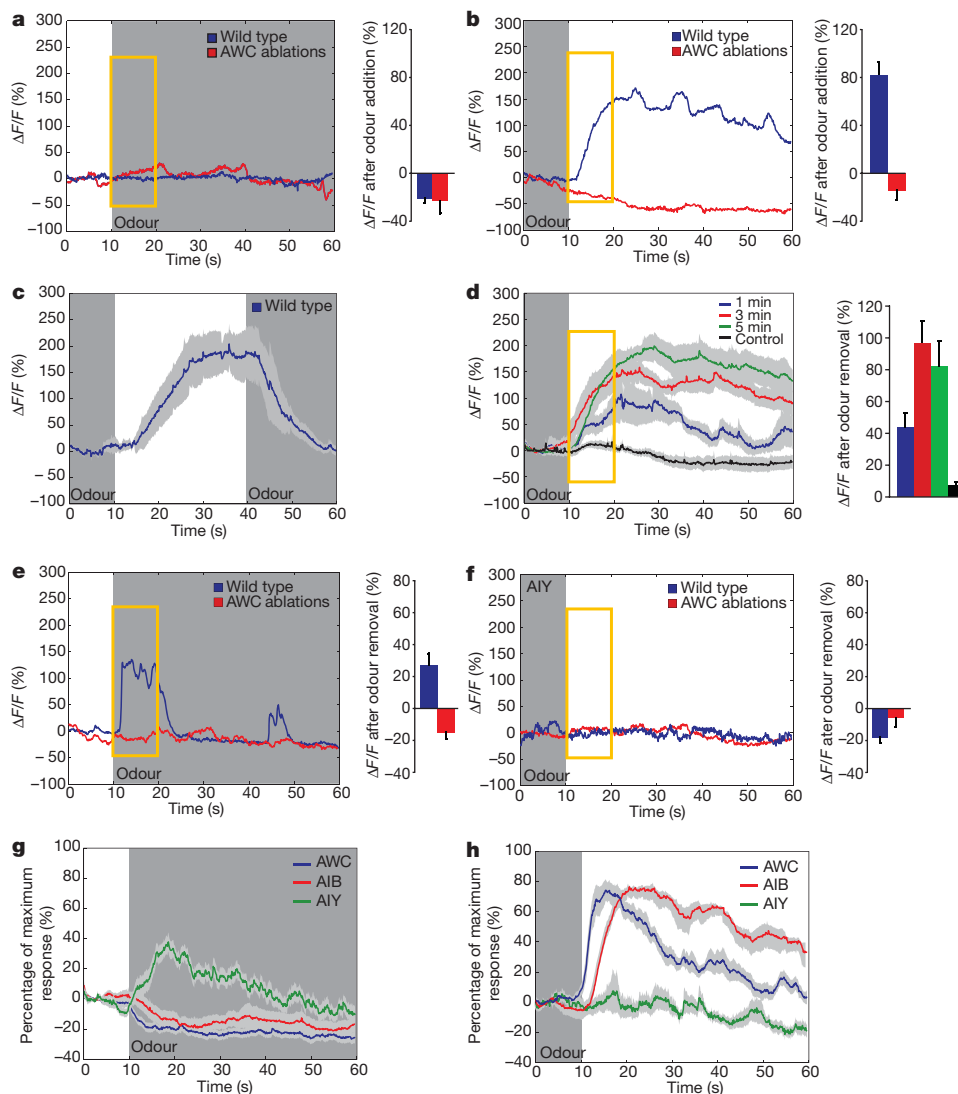 a
300
250
200
150
100
50
0
−50
−100
ΔF/F (%)
Wild type
AWC ablations
Odour
0 10 20 30 40 50 60
Time (s)
ΔF/F after odour addition (%)
120
80
40
0
−40
b
300
250
200
150
100
50
0
−50
−100
ΔF/F (%)
Wild type
AWC ablations
Odour
0 10 20 30 40 50 60
Time (s)
ΔF/F after odour addition (%)
120
80
40
0
−40
c
300
250
200
150
100
50
0
−50
−100
ΔF/F (%)
Wild type
Odour
Odour
0 10 20 30 40 50 60
Time (s)
d
300
250
200
150
100
50
0
−50
−100
ΔF/F (%)
1 min
3 min
5 min
Control
Odour
0 10 20 30 40 50 60
Time (s)
ΔF/F after odour removal (%)
120
100
80
60
40
20
0
e
300
250
200
150
100
50
0
−50
−100
ΔF/F (%)
Wild type
AWC ablations
Odour
0 10 20 30 40 50 60
Time (s)
ΔF/F after odour removal (%)
80
60
40
20
0
−20
−40
f
300
250
200
150
100
50
0
−50
−100
ΔF/F (%)
AIY
Wild type
AWC ablations
Odour
0 10 20 30 40 50 60
Time (s)
ΔF/F ater odour removal (%)
80
60
40
20
0
−20
−40
g
100
80
60
40
20
0
−20
−40
Percentage of maximum
response (%)
AWC
AIB
AIY
Odour
0 10 20 30 40 50 60
Time (s)
h
100
80
60
40
20
0
−20
−40
Percentage of maximum
response (%)
AWC
AIB
AIY
Odour
0 10 20 30 40 50 60
Time (s)